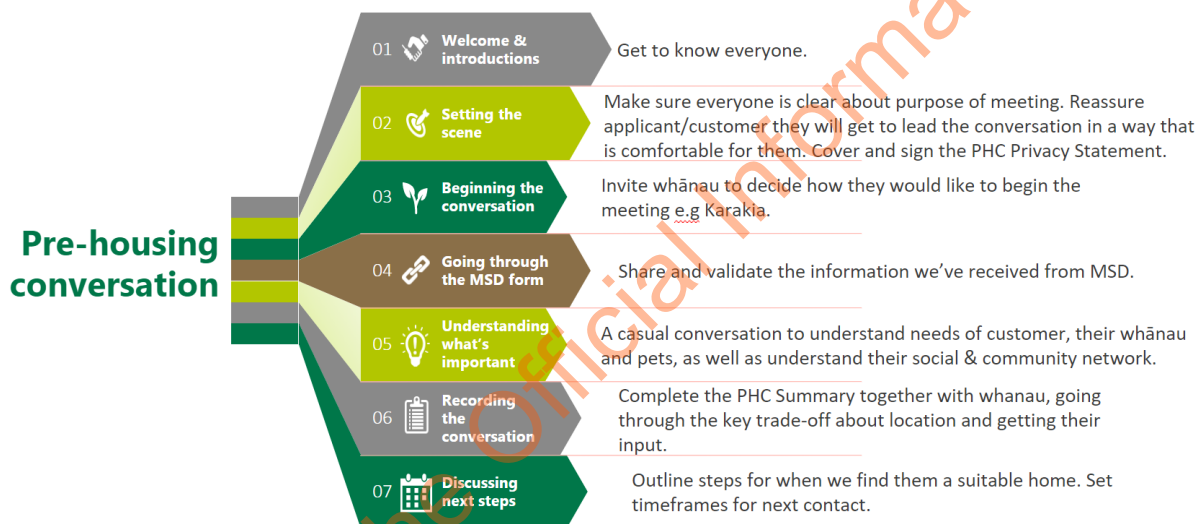 Pre-housing
conversation
01
Welcome &
introductions
Get to know everyone.
02
Setting the
scene
Make sure everyone is clear about purpose of meeting. Reassure
applicant/customer they will get to lead the conversation in a way that
is comfortable for them. Cover and sign the PHC Privacy Statement.
03
Beginning the
conversation
Invite whānau to decide how they would like to begin the
meeting e.g Karakia.
04
Going through
the MSD form
Share and validate the information we've received from MSD.
05
Understanding
what's
important
A casual conversation to understand needs of customer, their whānau
and pets, as well as understand their social & community network.
06
Recording
the
conversation
Complete the PHC Summary together with whanau, going
through the key trade-off about location and getting their
input.
07
Discussing
next steps
Outline steps for when we find them a suitable home. Set
timeframes for next contact.
he Official Informa